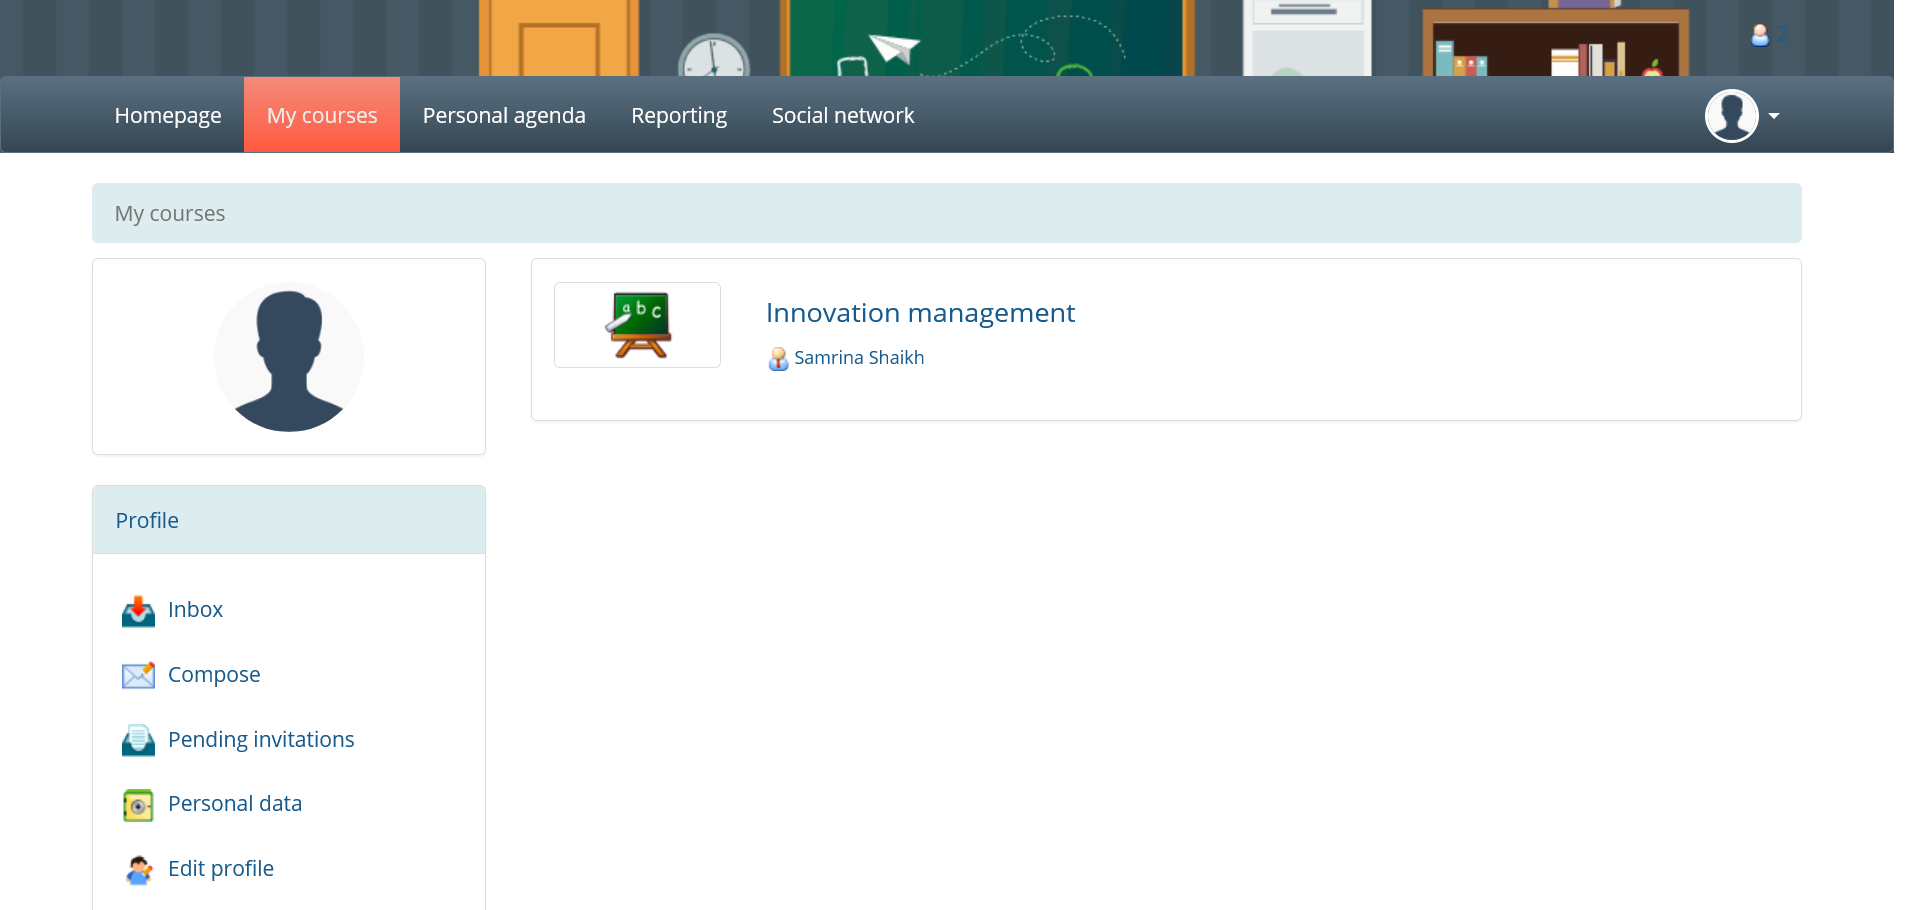 2
Homepage My courses Personal agenda Reporting Social network
My courses
a b c
Innovation management
Samrina Shaikh
Profile
Inbox
Compose
Pending invitations
Personal data
Edit profile